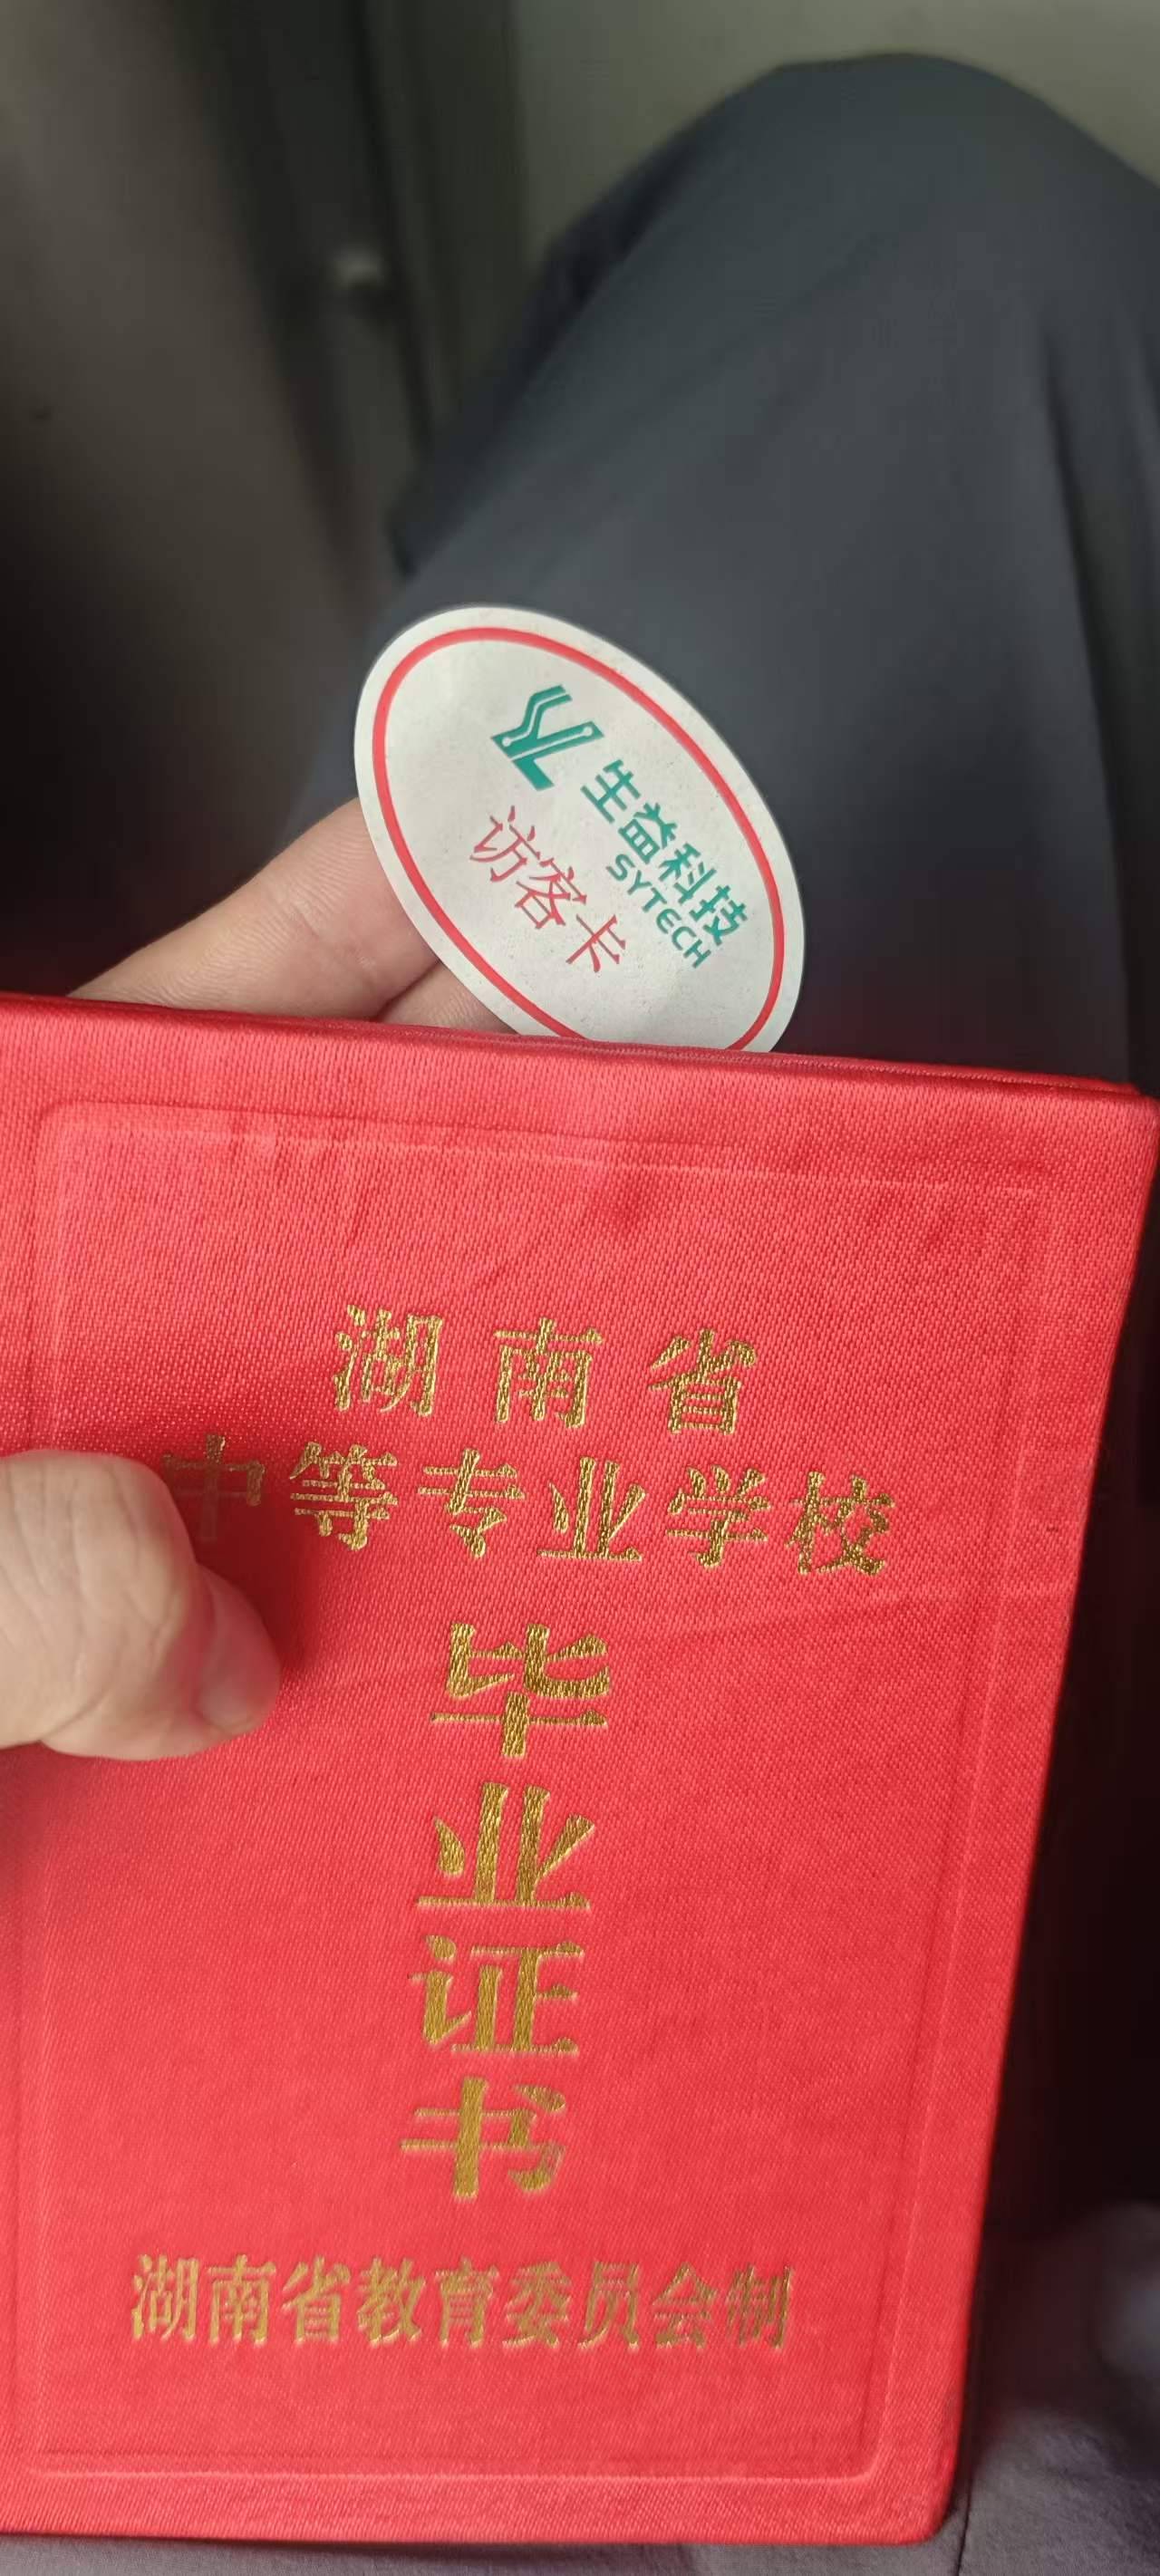 生益科技
SYTECH
访客卡
湖南省
中等专业学校
毕
业
证
书
湖南省教育委员会制